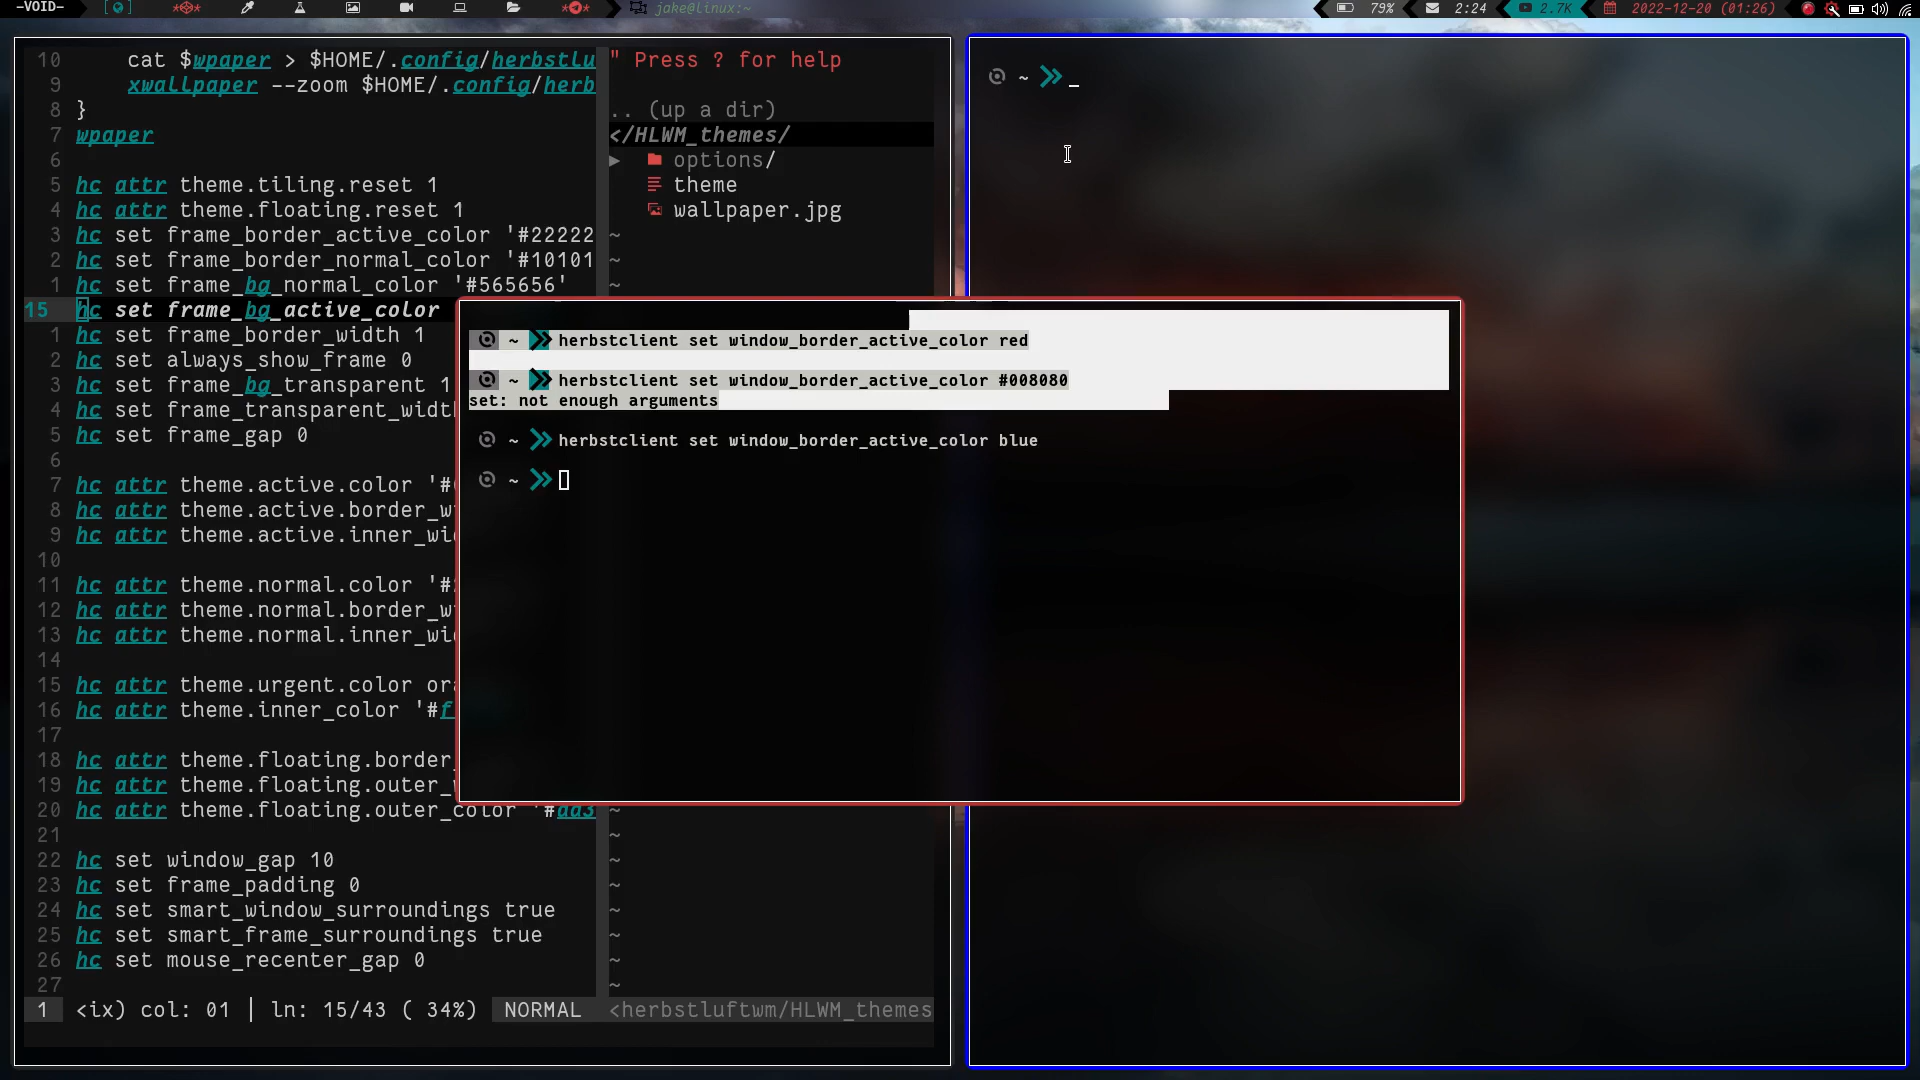 —VOID—
jake@linux:~
79%
2:24
2.7K
2022-12-20 (01:26)
10 cat $wpaper > $HOME/.config/herbstlu
9 xwallpaper --zoom $HOME/.config/herb
8 }
7 wpaper
6
5 hc attr theme.tiling.reset 1
4 hc attr theme.floating.reset 1
3 hc set frame_border_active_color '#22222
2 hc set frame_border_normal_color '#10101
1 hc set frame_bg_normal_color '#565656'
15 hc set frame_bg_active_color
1 hc set frame_border_width 1
2 hc set always_show_frame 0
3 hc set frame_bg_transparent 1
4 hc set frame_transparent_width
5 hc set frame_gap 0
6
7 hc attr theme.active.color '#
8 hc attr theme.active.border_w
9 hc attr theme.active.inner_wi
10
11 hc attr theme.normal.color '#
12 hc attr theme.normal.border_w
13 hc attr theme.normal.inner_wi
14
15 hc attr theme.urgent.color ora
16 hc attr theme.inner_color '#f
17
18 hc attr theme.floating.border_
19 hc attr theme.floating.outer_w
20 hc attr theme.floating.outer_color '#dd3
21
22 hc set window_gap 10
23 hc set frame_padding 0
24 hc set smart_window_surroundings true
25 hc set smart_frame_surroundings true
26 hc set mouse_recenter_gap 0
27
1 <ix) col: 01 | ln: 15/43 ( 34%) NORMAL <herbstluftwm/HLWM_themes
" Press ? for help
.. (up a dir)
</HLWM_themes/
▸ options/
theme
wallpaper.jpg
~
~
~
~ >> herbstclient set window_border_active_color red
~ >> herbstclient set window_border_active_color #008080
set: not enough arguments
~ >> herbstclient set window_border_active_color blue
~ >>
~
~
~
~
~
~
~
~
~ >> _